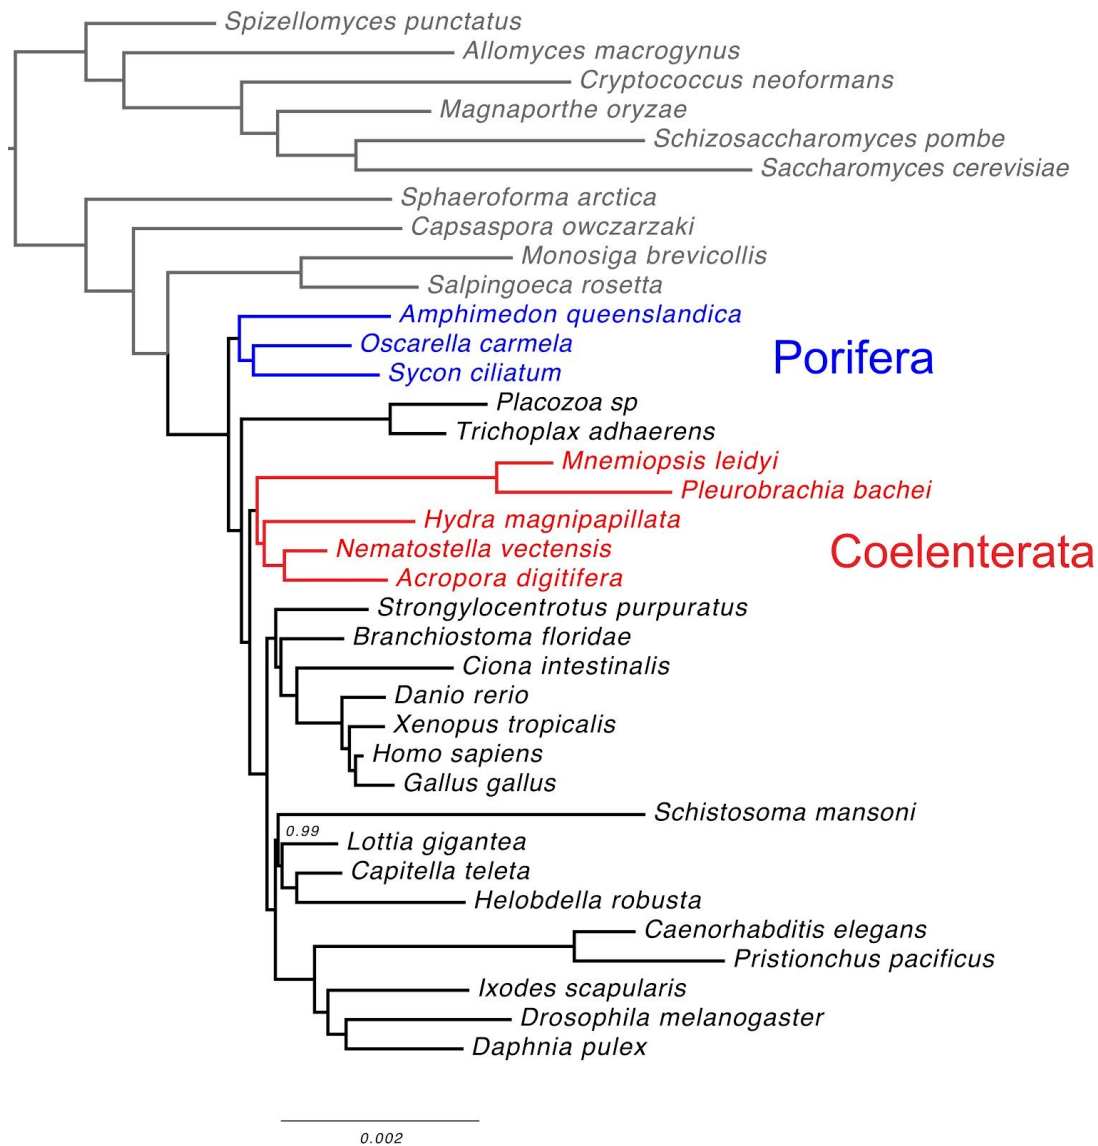 Spizellomyces punctatus
Allomyces macrogynus
Cryptococcus neoformans
Magnaporthe oryzae
Schizosaccharomyces pombe
Saccharomyces cerevisiae
Sphaeroforma arctica
Capsaspora owczarzaki
Monosiga brevicollis
Salpingoeca rosetta
Amphimedon queenslandica
Oscarella carmela
Porifera
Sycon ciliatum
Placozoa sp
Trichoplax adhaerens
Mnemiopsis leidyi
Pleurobrachia bachei
Hydra magnipapillata
Nematostella vectensis
Coelenterata
Acropora digitifera
Strongylocentrotus purpuratus
Branchiostoma floridae
Ciona intestinalis
Danio rerio
Xenopus tropicalis
Homo sapiens
Gallus gallus
Schistosoma mansoni
0.99
Lottia gigantea
Capitella teleta
Helobdella robusta
Caenorhabditis elegans
Pristionchus pacificus
Ixodes scapularis
Drosophila melanogaster
Daphnia pulex
0.002